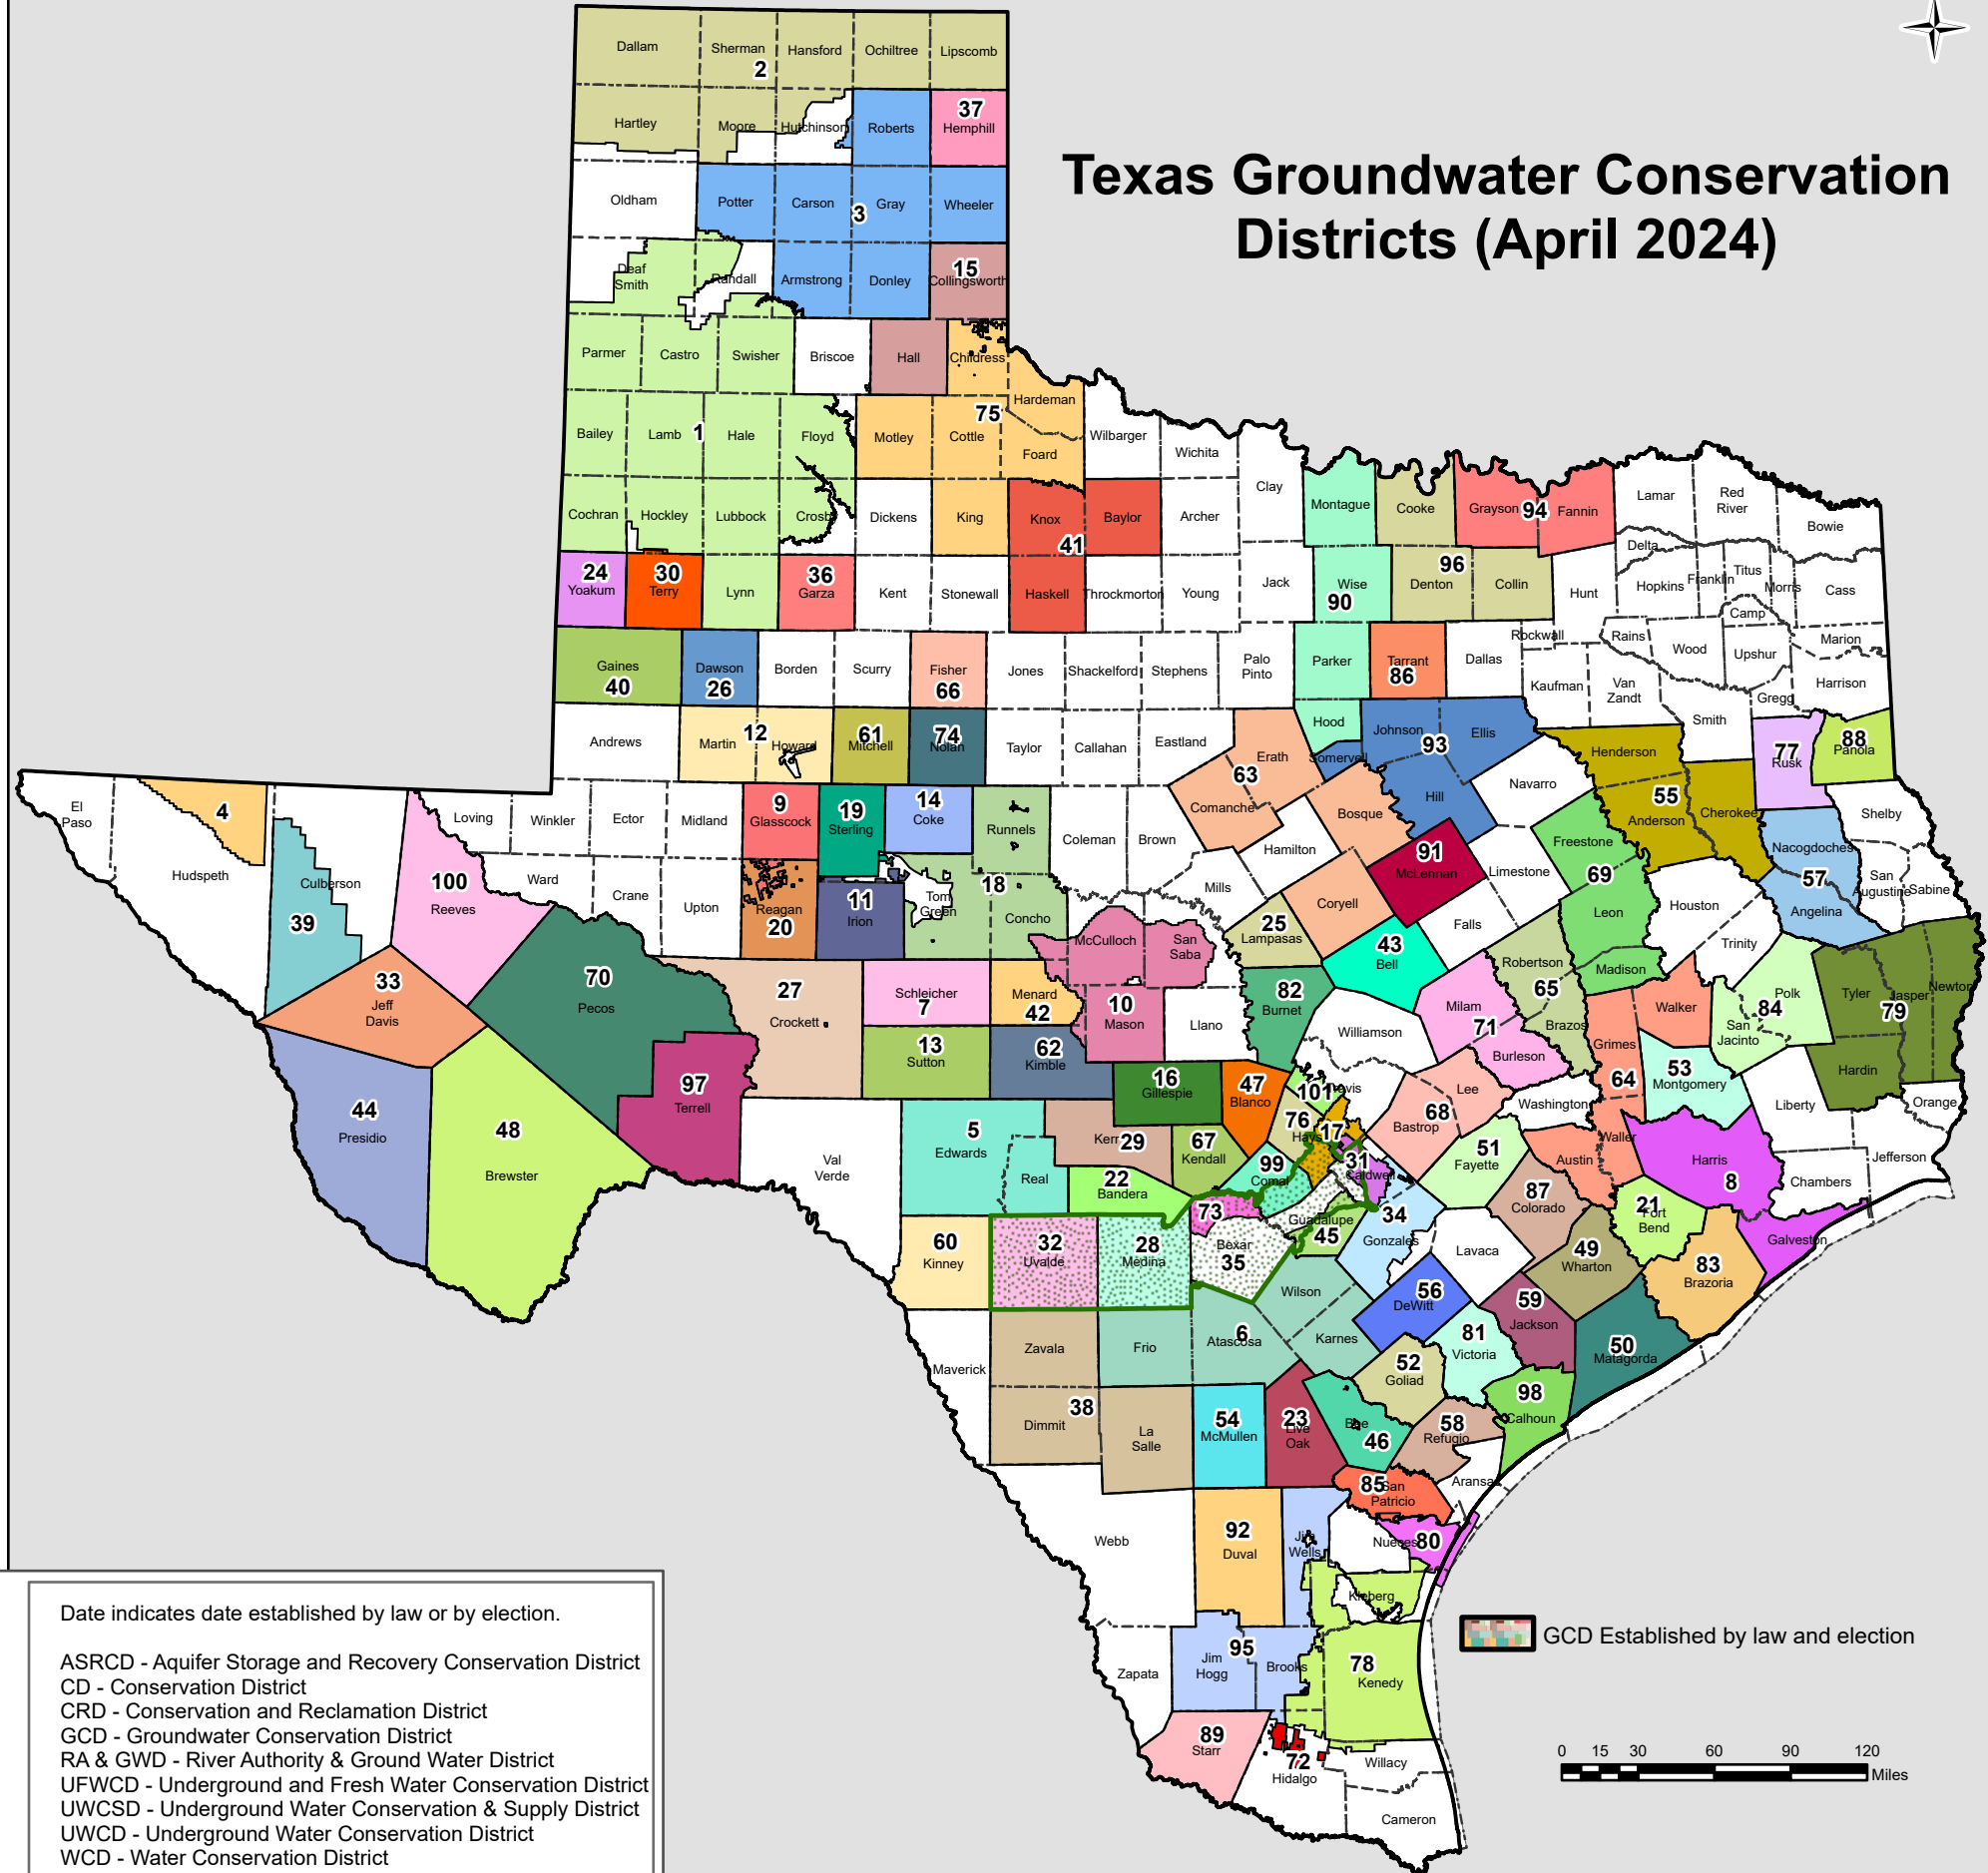 Texas Groundwater Conservation
Districts (April 2024)
Dallam
Sherman
Hansford
Ochiltree
Lipscomb
2
Hartley
Moore
Hutchinson
Roberts
37
Hemphill
Oldham
Potter
Carson
3
Gray
Wheeler
Deaf
Smith
Randall
Armstrong
Donley
15
Collingsworth
Parmer
Castro
Swisher
Briscoe
Hall
Childress
Hardeman
75
Bailey
Lamb
1
Hale
Floyd
Motley
Cottle
Foard
Wilbarger
Wichita
Clay
Montague
Cooke
Grayson
94
Fannin
Lamar
Red
River
Bowie
Cochran
Hockley
Lubbock
Crosby
Dickens
King
Knox
Baylor
Archer
41
Delta
24
Yoakum
30
Terry
Lynn
36
Garza
Kent
Stonewall
Haskell
Throckmorton
Young
Jack
Wise
90
96
Denton
Collin
Hunt
Hopkins
Franklin
Titus
Morris
Cass
Camp
Gaines
40
Dawson
26
Borden
Scurry
Fisher
66
Jones
Shackelford
Stephens
Palo
Pinto
Parker
Tarrant
86
Dallas
Rockwall
Rains
Wood
Upshur
Marion
Kaufman
Van
Zandt
Gregg
Harrison
Smith
Andrews
Martin
12
Howard
61
Mitchell
74
Nolan
Taylor
Callahan
Eastland
Erath
63
Comanche
Hood
Somervell
Johnson
93
Ellis
Hill
Navarro
Henderson
55
Anderson
Cherokee
77
Rusk
88
Panola
El
Paso
4
Hudspeth
Culberson
39
100
Reeves
Loving
Winkler
Ector
Midland
9
Glasscock
19
Sterling
14
Coke
Runnels
Coleman
Brown
Hamilton
Bosque
91
McLennan
Limestone
Freestone
69
Leon
Nacogdoches
57
Angelina
Shelby
San
Augustine
Sabine
Ward
Crane
Upton
Reagan
20
11
Irion
Tom
Green
18
Concho
McCulloch
San
Saba
Mills
25
Lampasas
Coryell
43
Bell
Falls
Robertson
65
Brazos
Madison
Houston
Trinity
33
Jeff
Davis
70
Pecos
27
Crockett
Schleicher
7
Menard
42
10
Mason
Llano
82
Burnet
Williamson
Milam
71
Burleson
Walker
Grimes
64
Polk
84
San
Jacinto
Tyler
Jasper
Newton
79
Hardin
44
Presidio
48
Brewster
97
Terrell
13
Sutton
62
Kimble
16
Gillespie
47
Blanco
101
Travis
76
Hays
17
Lee
68
Bastrop
Washington
53
Montgomery
Liberty
Orange
Val
Verde
5
Edwards
Real
Kerr
29
67
Kendall
22
Bandera
99
Comal
31
Caldwell
51
Fayette
Austin
Waller
Harris
8
Jefferson
Chambers
60
Kinney
32
Uvalde
28
Medina
73
Bexar
35
Guadalupe
45
34
Gonzales
Lavaca
87
Colorado
21
Fort
Bend
49
Wharton
83
Brazoria
Galveston
Maverick
Zavala
Frio
6
Atascosa
Wilson
Karnes
56
DeWitt
59
Jackson
50
Matagorda
81
Victoria
52
Goliad
98
Calhoun
38
Dimmit
La
Salle
54
McMullen
23
Live
Oak
Bee
46
58
Refugio
Aransas
85
San
Patricio
Webb
92
Duval
Jim
Wells
Nueces
80
Kleberg
Zapata
Jim
Hogg
95
Brooks
78
Kenedy
89
Starr
72
Hidalgo
Willacy
Cameron
GCD Established by law and election
0 15 30 60 90 120
Miles
Date indicates date established by law or by election.
ASRCD - Aquifer Storage and Recovery Conservation District
CD - Conservation District
CRD - Conservation and Reclamation District
GCD - Groundwater Conservation District
RA & GWD - River Authority & Ground Water District
UFWCD - Underground and Fresh Water Conservation District
UWCSD - Underground Water Conservation & Supply District
UWCD - Underground Water Conservation District
WCD - Water Conservation District